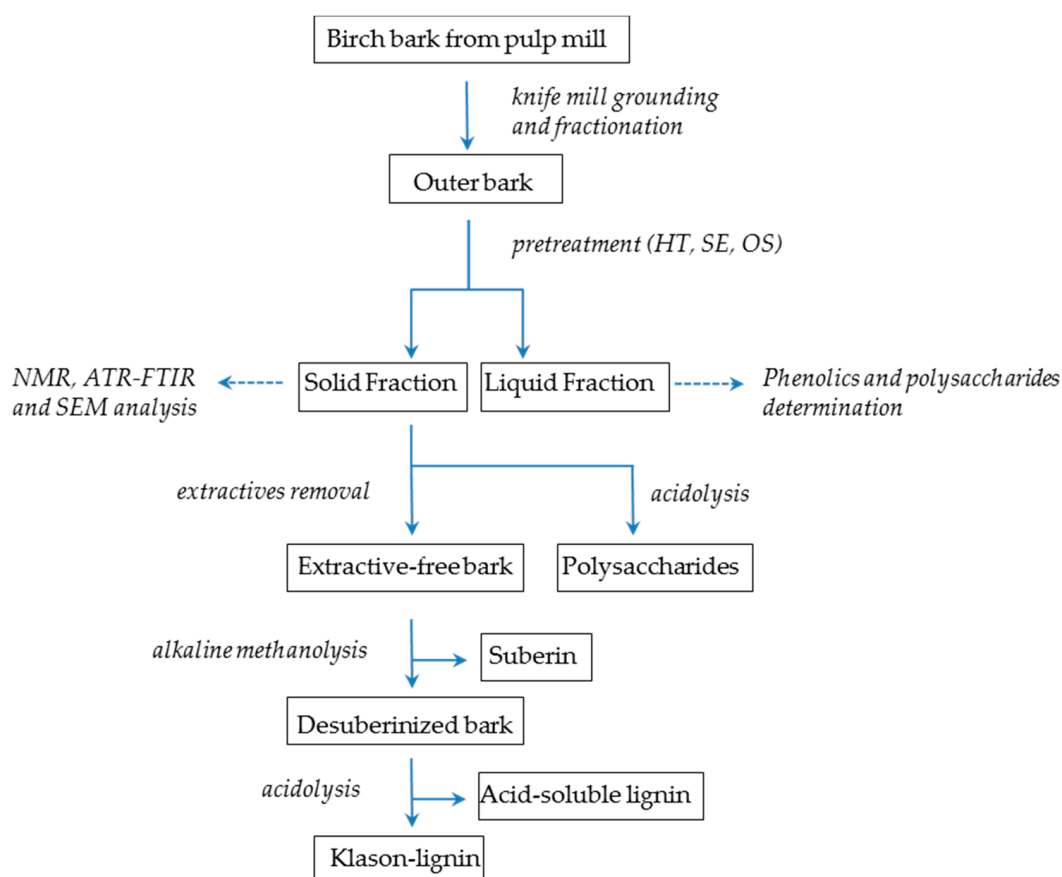 Birch bark from pulp mill
knife mill grounding
and fractionation
Outer bark
pretreatment (HT, SE, OS)
NMR, ATR-FTIR
and SEM analysis
Solid Fraction
Liquid Fraction
Phenolics and polysaccharides
determination
extractives removal
acidolysis
Extractive-free bark
Polysaccharides
alkaline methanolysis
Suberin
Desuberinized bark
acidolysis
Acid-soluble lignin
Klason-lignin